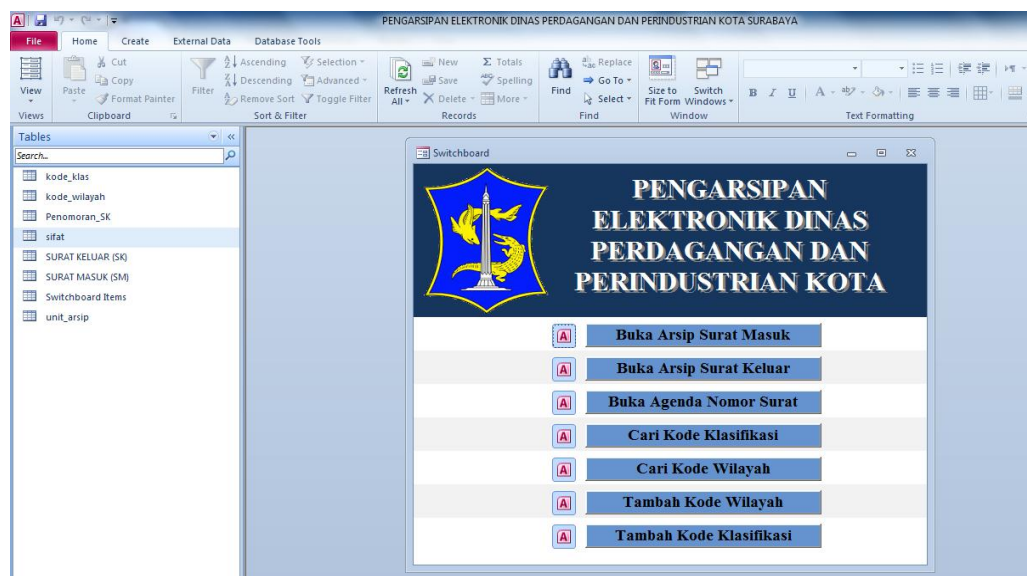 PENGARSIPAN ELEKTRONIK DINAS PERDAGANGAN DAN PERINDUSTRIAN KOTA SURABAYA
File Home Create External Data Database Tools
View
Views
Paste
Cut
Copy
Format Painter
Clipboard
Filter
Ascending
Descending
Remove Sort
Selection
Advanced
Toggle Filter
Sort & Filter
Refresh
All
New
Save
Delete
Totals
Spelling
More
Records
Find
Replace
Go To
Select
Find
Size to
Fit Form
Switch
Windows
Window
B I U A
Text Formatting
Tables
Search...
kode_klas
kode_wilayah
Penomoran_SK
sifat
SURAT KELUAR (SK)
SURAT MASUK (SM)
Switchboard Items
unit_arsip
Switchboard
PENGARSIPAN
ELEKTRONIK DINAS
PERDAGANGAN DAN
PERINDUSTRIAN KOTA
Buka Arsip Surat Masuk
Buka Arsip Surat Keluar
Buka Agenda Nomor Surat
Cari Kode Klasifikasi
Cari Kode Wilayah
Tambah Kode Wilayah
Tambah Kode Klasifikasi